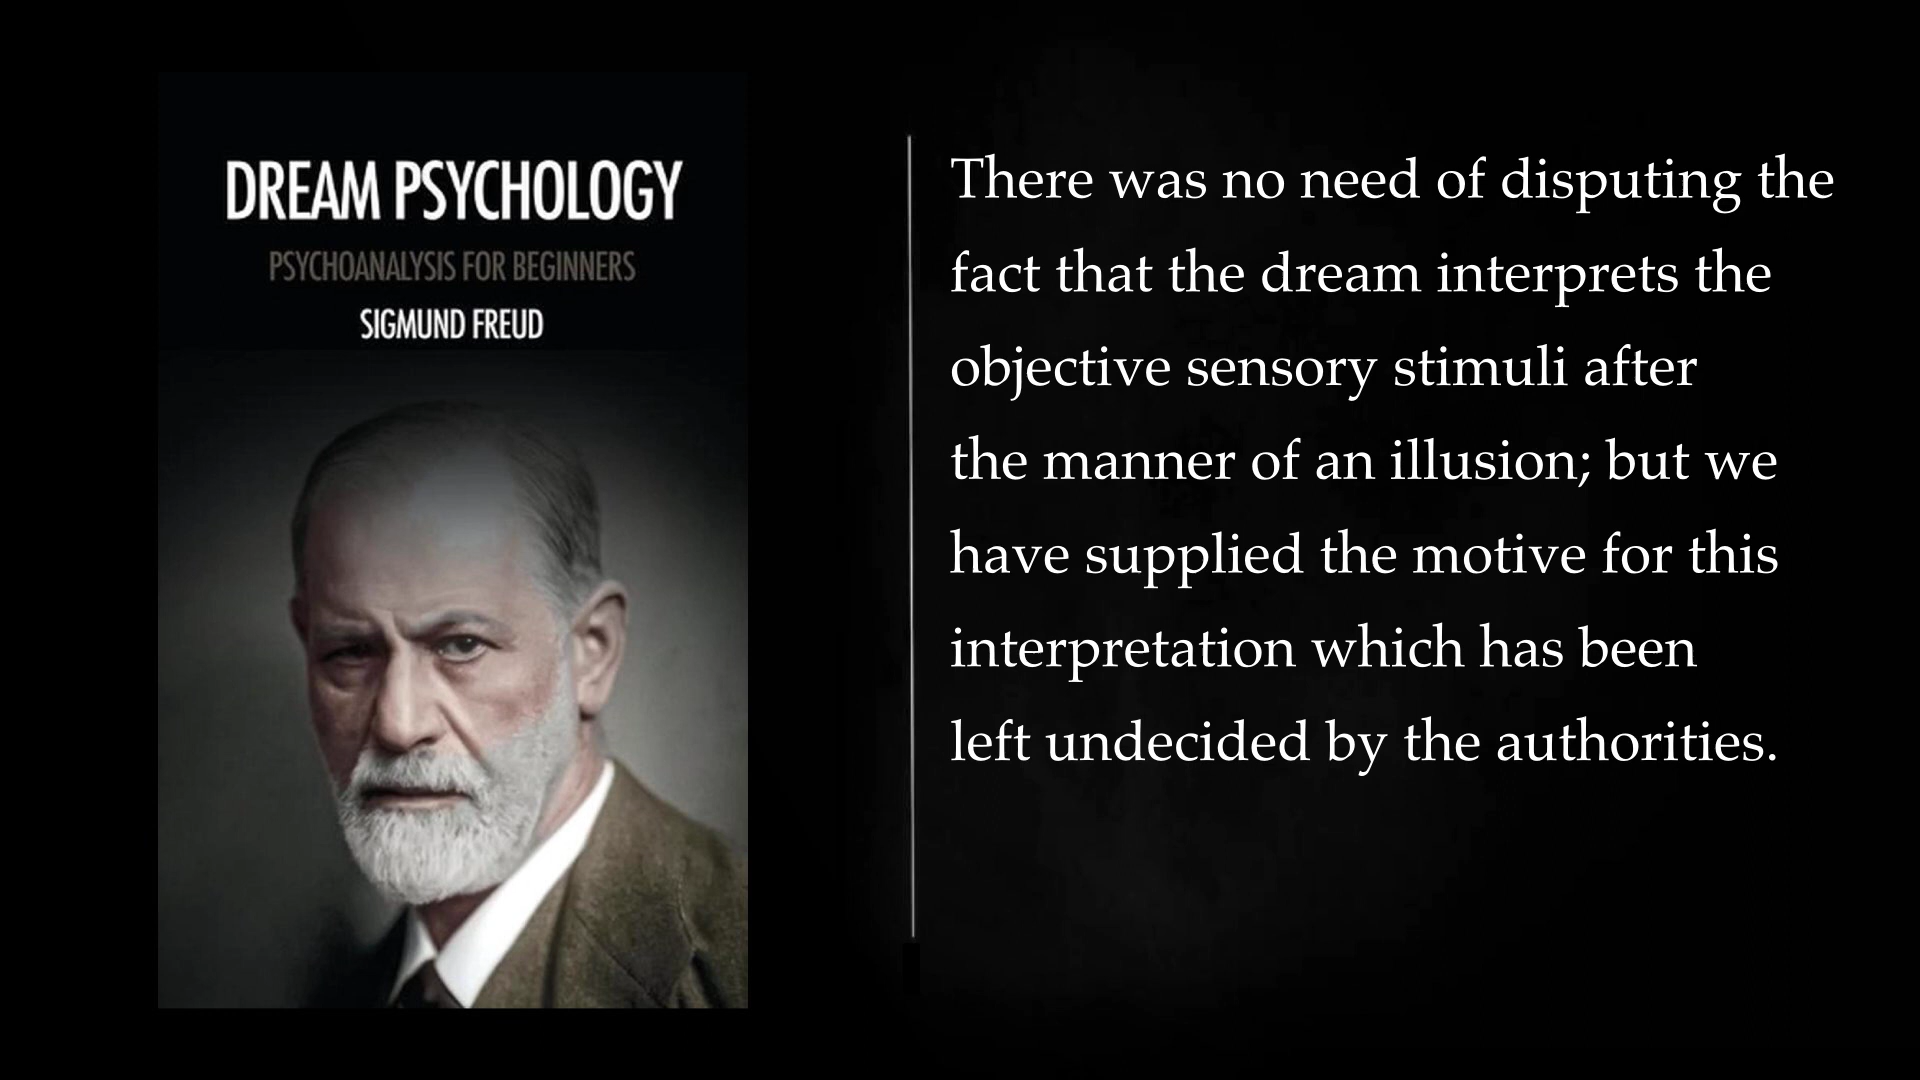 DREAM PSYCHOLOGY
PSYCHOANALYSIS FOR BEGINNERS
SIGMUND FREUD
There was no need of disputing the
fact that the dream interprets the
objective sensory stimuli after
the manner of an illusion; but we
have supplied the motive for this
interpretation which has been
left undecided by the authorities.